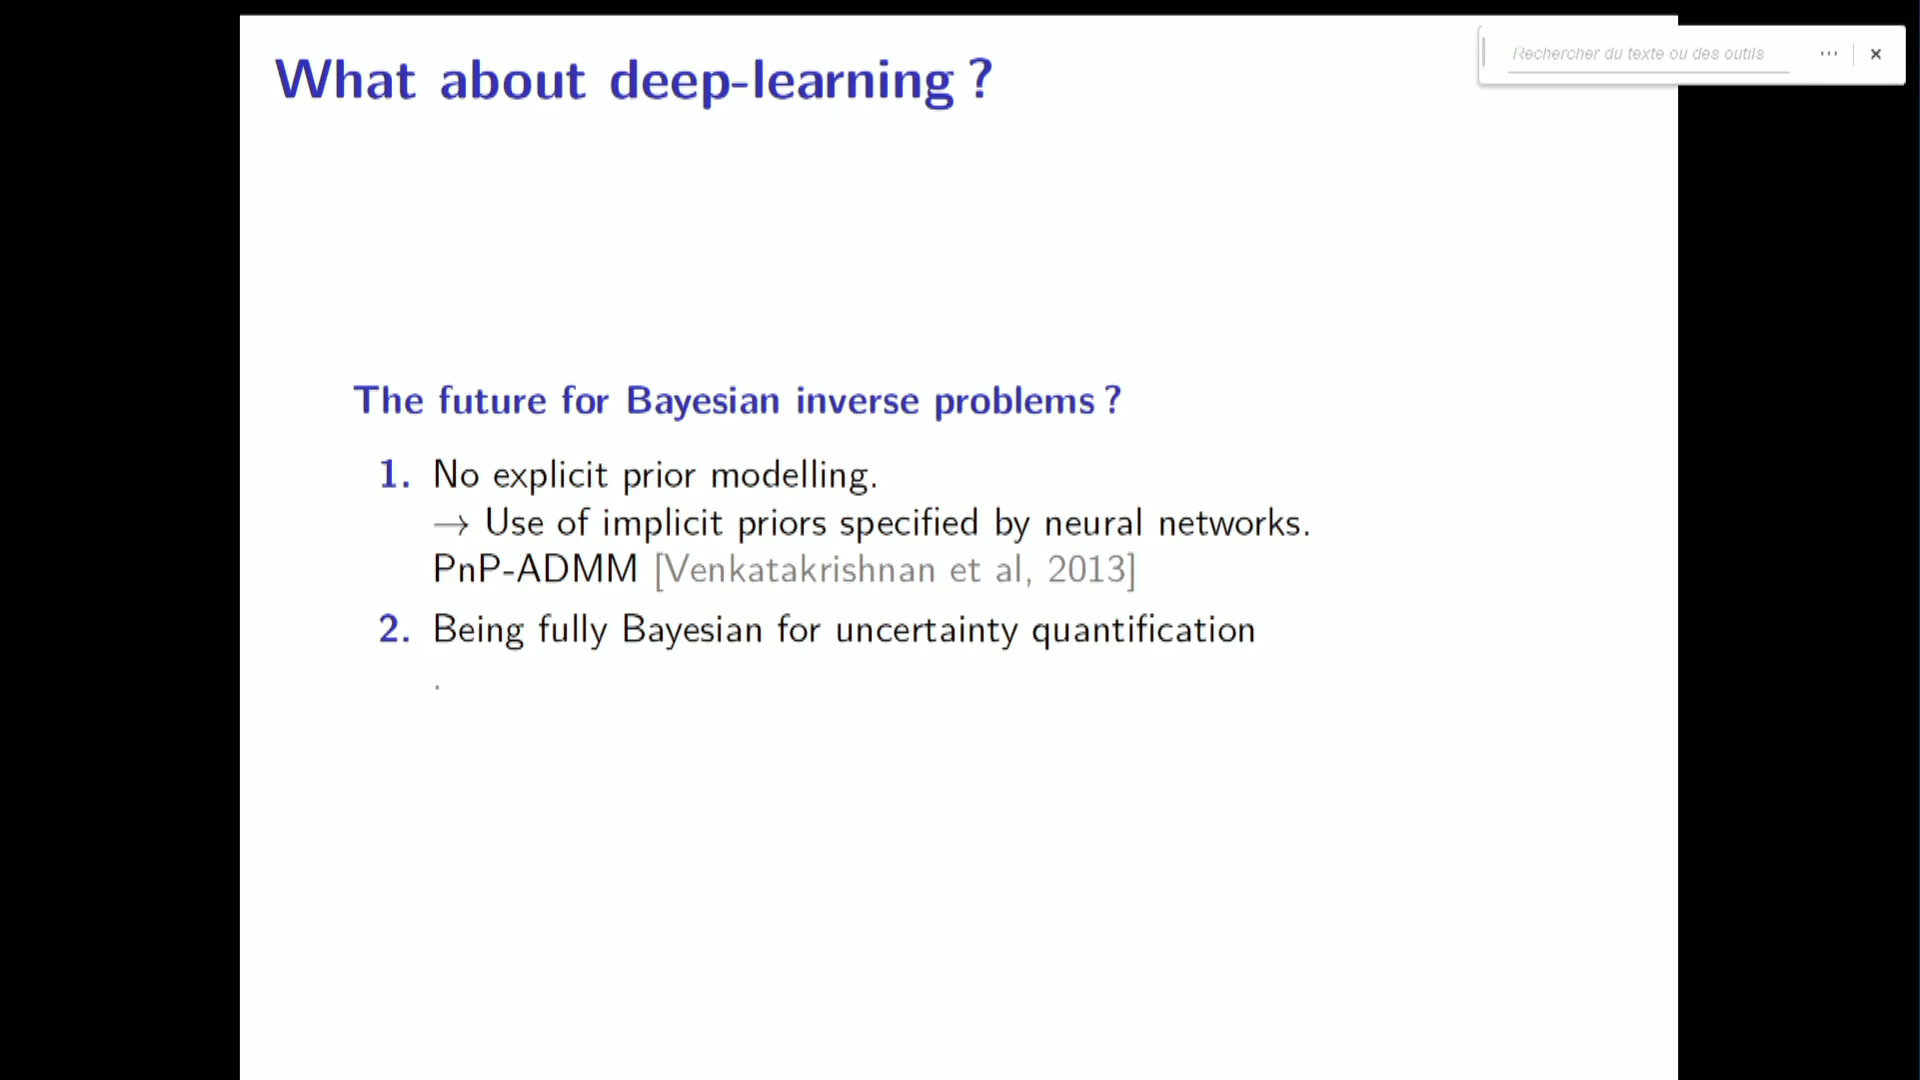 What about deep-learning ?
Rechercher du texte ou des outils
The future for Bayesian inverse problems ?
1. No explicit prior modelling.
→ Use of implicit priors specified by neural networks.
PnP-ADMM [Venkatakrishnan et al, 2013]
2. Being fully Bayesian for uncertainty quantification
.